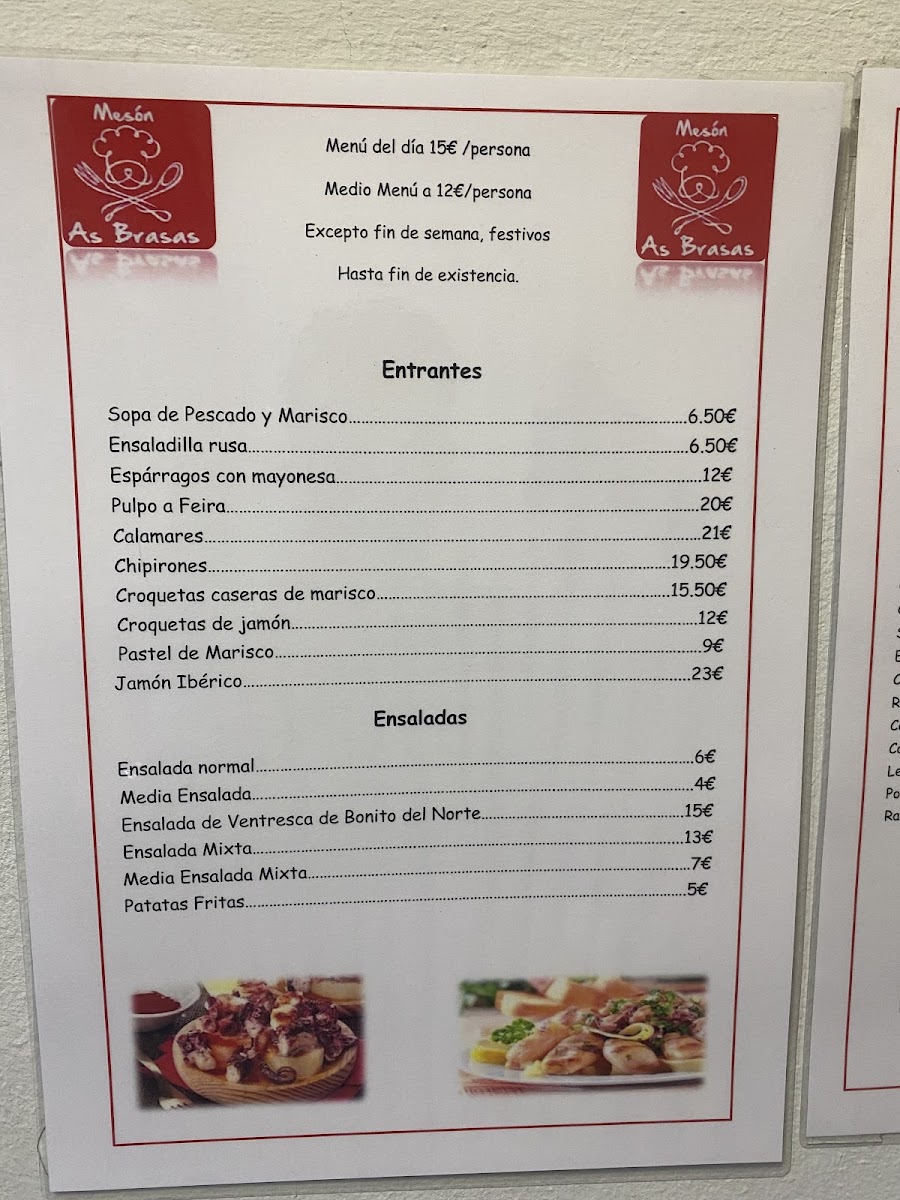 Mesón
As Brasas
Mesón
As Brasas
Menú del día 15€ /persona
Medio Menú a 12€/persona
Excepto fin de semana, festivos
Hasta fin de existencia.
Entrantes
Sopa de Pescado y Marisco...6.50€
Ensaladilla rusa...6.50€
Espárragos con mayonesa...12€
Pulpo a Feira...20€
Calamares...21€
Chipirones...19.50€
Croquetas caseras de marisco...15.50€
Croquetas de jamón...12€
Pastel de Marisco...9€
Jamón Ibérico...23€
Ensaladas
Ensalada normal...6€
Media Ensalada...4€
Ensalada de Ventresca de Bonito del Norte...15€
Ensalada Mixta...13€
Media Ensalada Mixta...7€
Patatas Fritas...5€